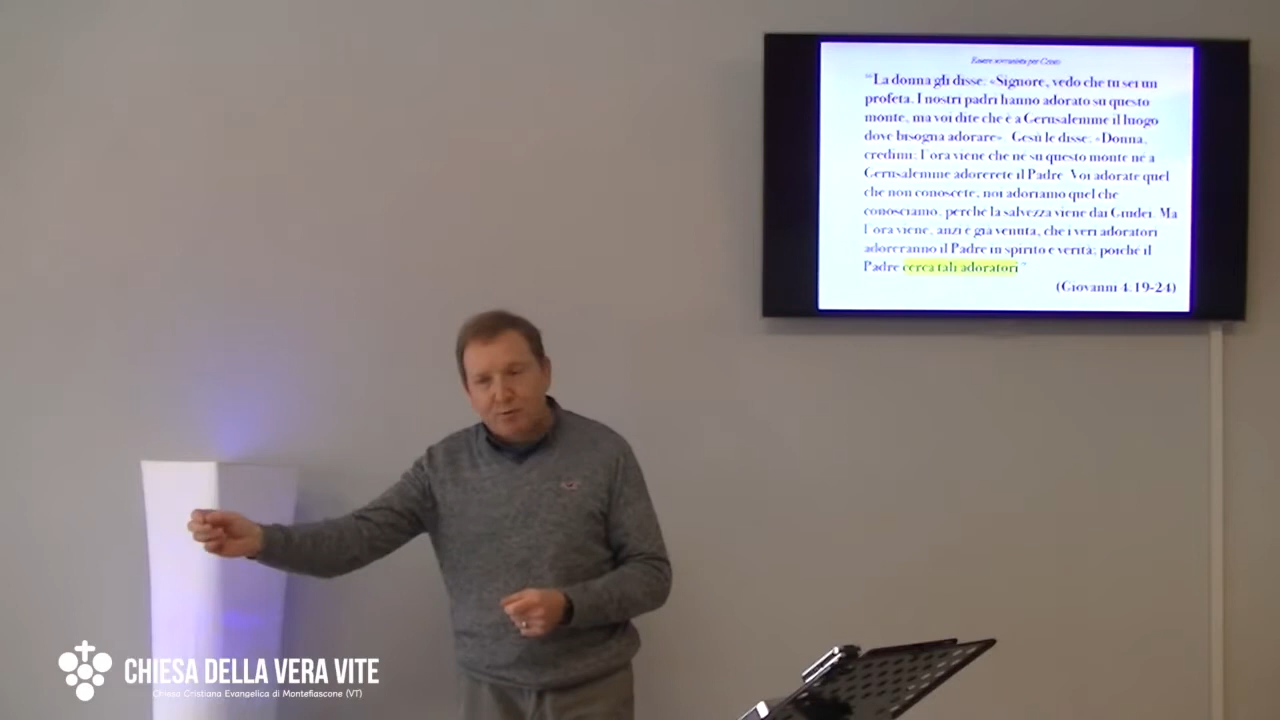 Essere sottomessi per Cristo
“La donna gli disse: «Signore, vedo che tu sei un
profeta. I nostri padri hanno adorato su questo
monte, ma voi dite che è a Gerusalemme il luogo
dove bisogna adorare». Gesù le disse: «Donna,
credimi; l'ora viene che né su questo monte né a
Gerusalemme adorerete il Padre. Voi adorate quel
che non conoscete; noi adoriamo quel che
conosciamo, perché la salvezza viene dai Giudei. Ma
l'ora viene, anzi è già venuta, che i veri adoratori
adoreranno il Padre in spirito e verità; poiché il
Padre cerca tali adoratori”
(Giovanni 4.19-24)
CHIESA DELLA VERA VITE
Chiesa Cristiana Evangelica di Montefiascone (VT)